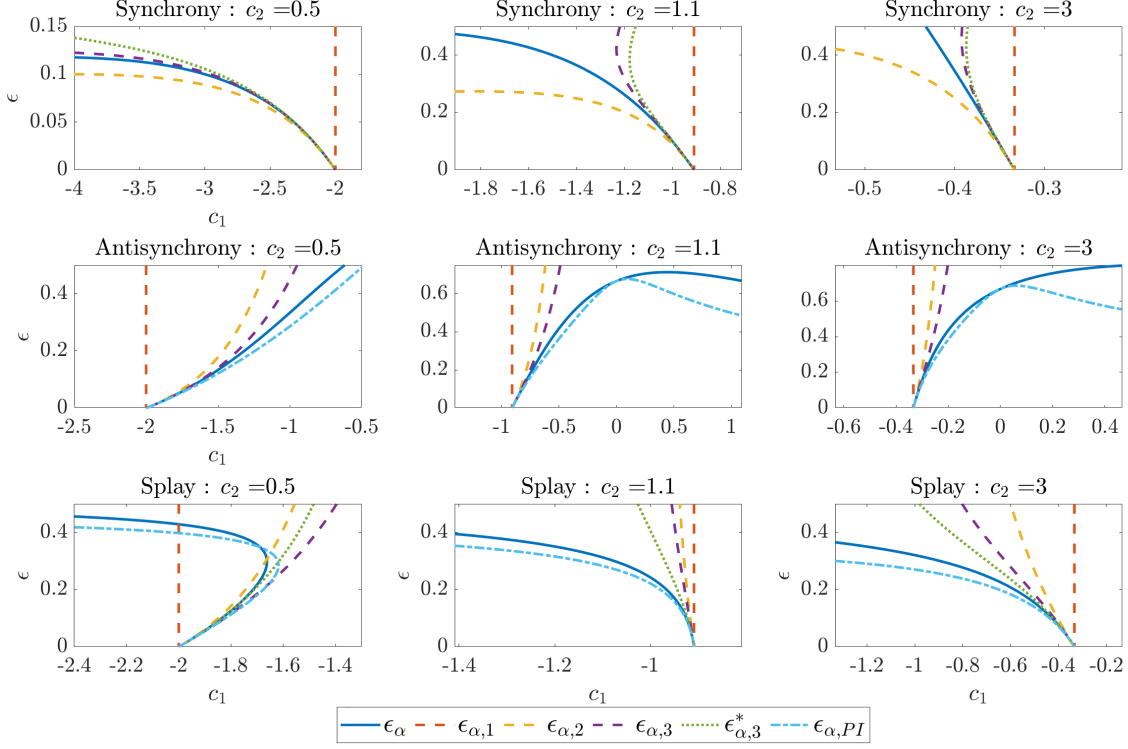 Synchrony : c₂ =0.5
Synchrony : c₂ =1.1
Synchrony : c₂ =3
0.15
0.1
0.05
0
ϵ
-4 -3.5 -3 -2.5 -2
c₁
0.4
0.2
0
-1.8 -1.6 -1.4 -1.2 -1 -0.8
0.4
0.2
0
-0.5 -0.4 -0.3
Antisynchrony : c₂ =0.5
Antisynchrony : c₂ =1.1
Antisynchrony : c₂ =3
0.4
0.2
0
ϵ
-2.5 -2 -1.5 -1 -0.5
c₁
0.6
0.4
0.2
0
-1 -0.5 0 0.5 1
0.8
0.6
0.4
0.2
0
-0.6 -0.4 -0.2 0 0.2 0.4
Splay : c₂ =0.5
Splay : c₂ =1.1
Splay : c₂ =3
0.4
0.2
0
ϵ
-2.4 -2.2 -2 -1.8 -1.6 -1.4
c₁
0.4
0.2
0
ϵ
-1.4 -1.2 -1
c₁
0.4
0.2
0
ϵ
-1.2 -1 -0.8 -0.6 -0.4 -0.2
c₁
ϵ_α ϵ_{α,1} ϵ_{α,2} ϵ_{α,3} ϵ*_{α,3} ϵ_{α,PI}